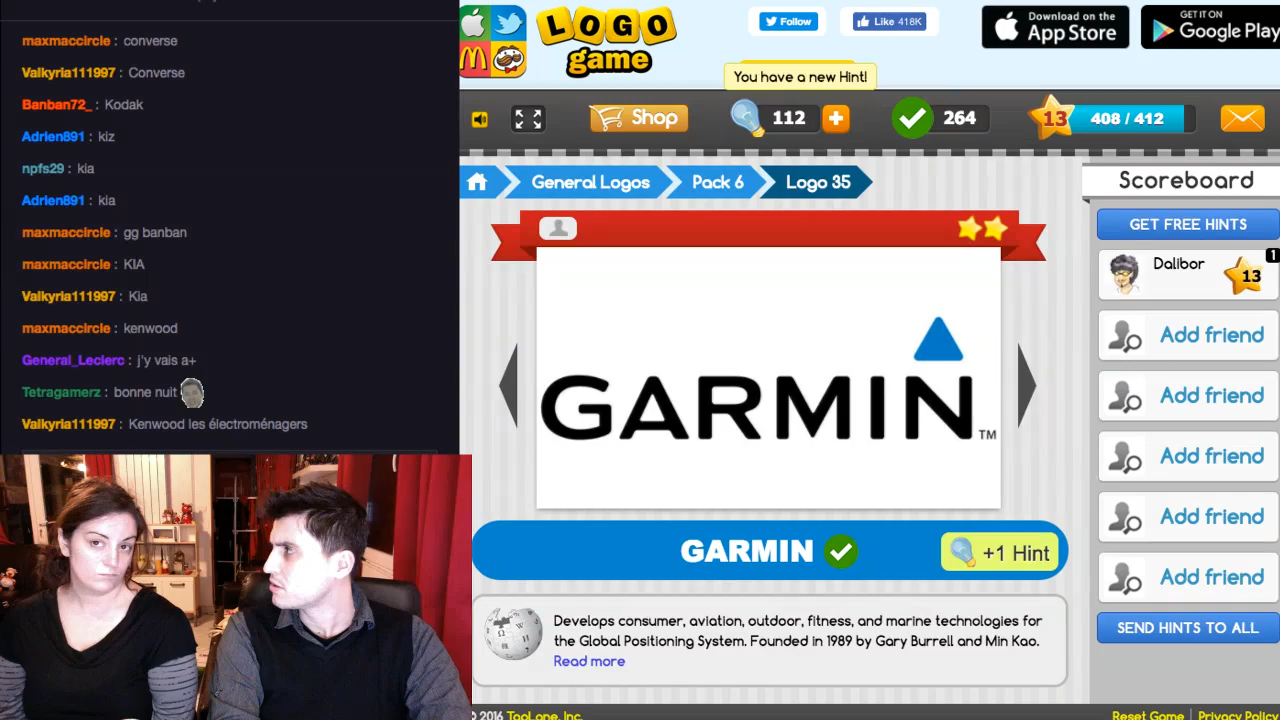 maxmaccircle : converse
Valkyria111997 : Converse
Banban72_ : Kodak
Adrien891 : kiz
npfs29 : kia
Adrien891 : kia
maxmaccircle : gg banban
maxmaccircle : KIA
Valkyria111997 : Kia
maxmaccircle : kenwood
General_Leclerc : j'y vais a+
Tetragamerz : bonne nuit
Valkyria111997 : Kenwood les électroménagers
LOGO
game
Follow
Like 418K
Download on the
App Store
GET IT ON
Google Play
You have a new Hint!
Shop
112
264
13
408 / 412
General Logos
Pack 6
Logo 35
GARMIN
TM
GARMIN
+1 Hint
Develops consumer, aviation, outdoor, fitness, and marine technologies for
the Global Positioning System. Founded in 1989 by Gary Burrell and Min Kao.
Read more
Scoreboard
GET FREE HINTS
1
Dalibor
13
Add friend
Add friend
Add friend
Add friend
Add friend
SEND HINTS TO ALL
© 2016 TapLane, Inc.
Reset Game | Privacy Policy